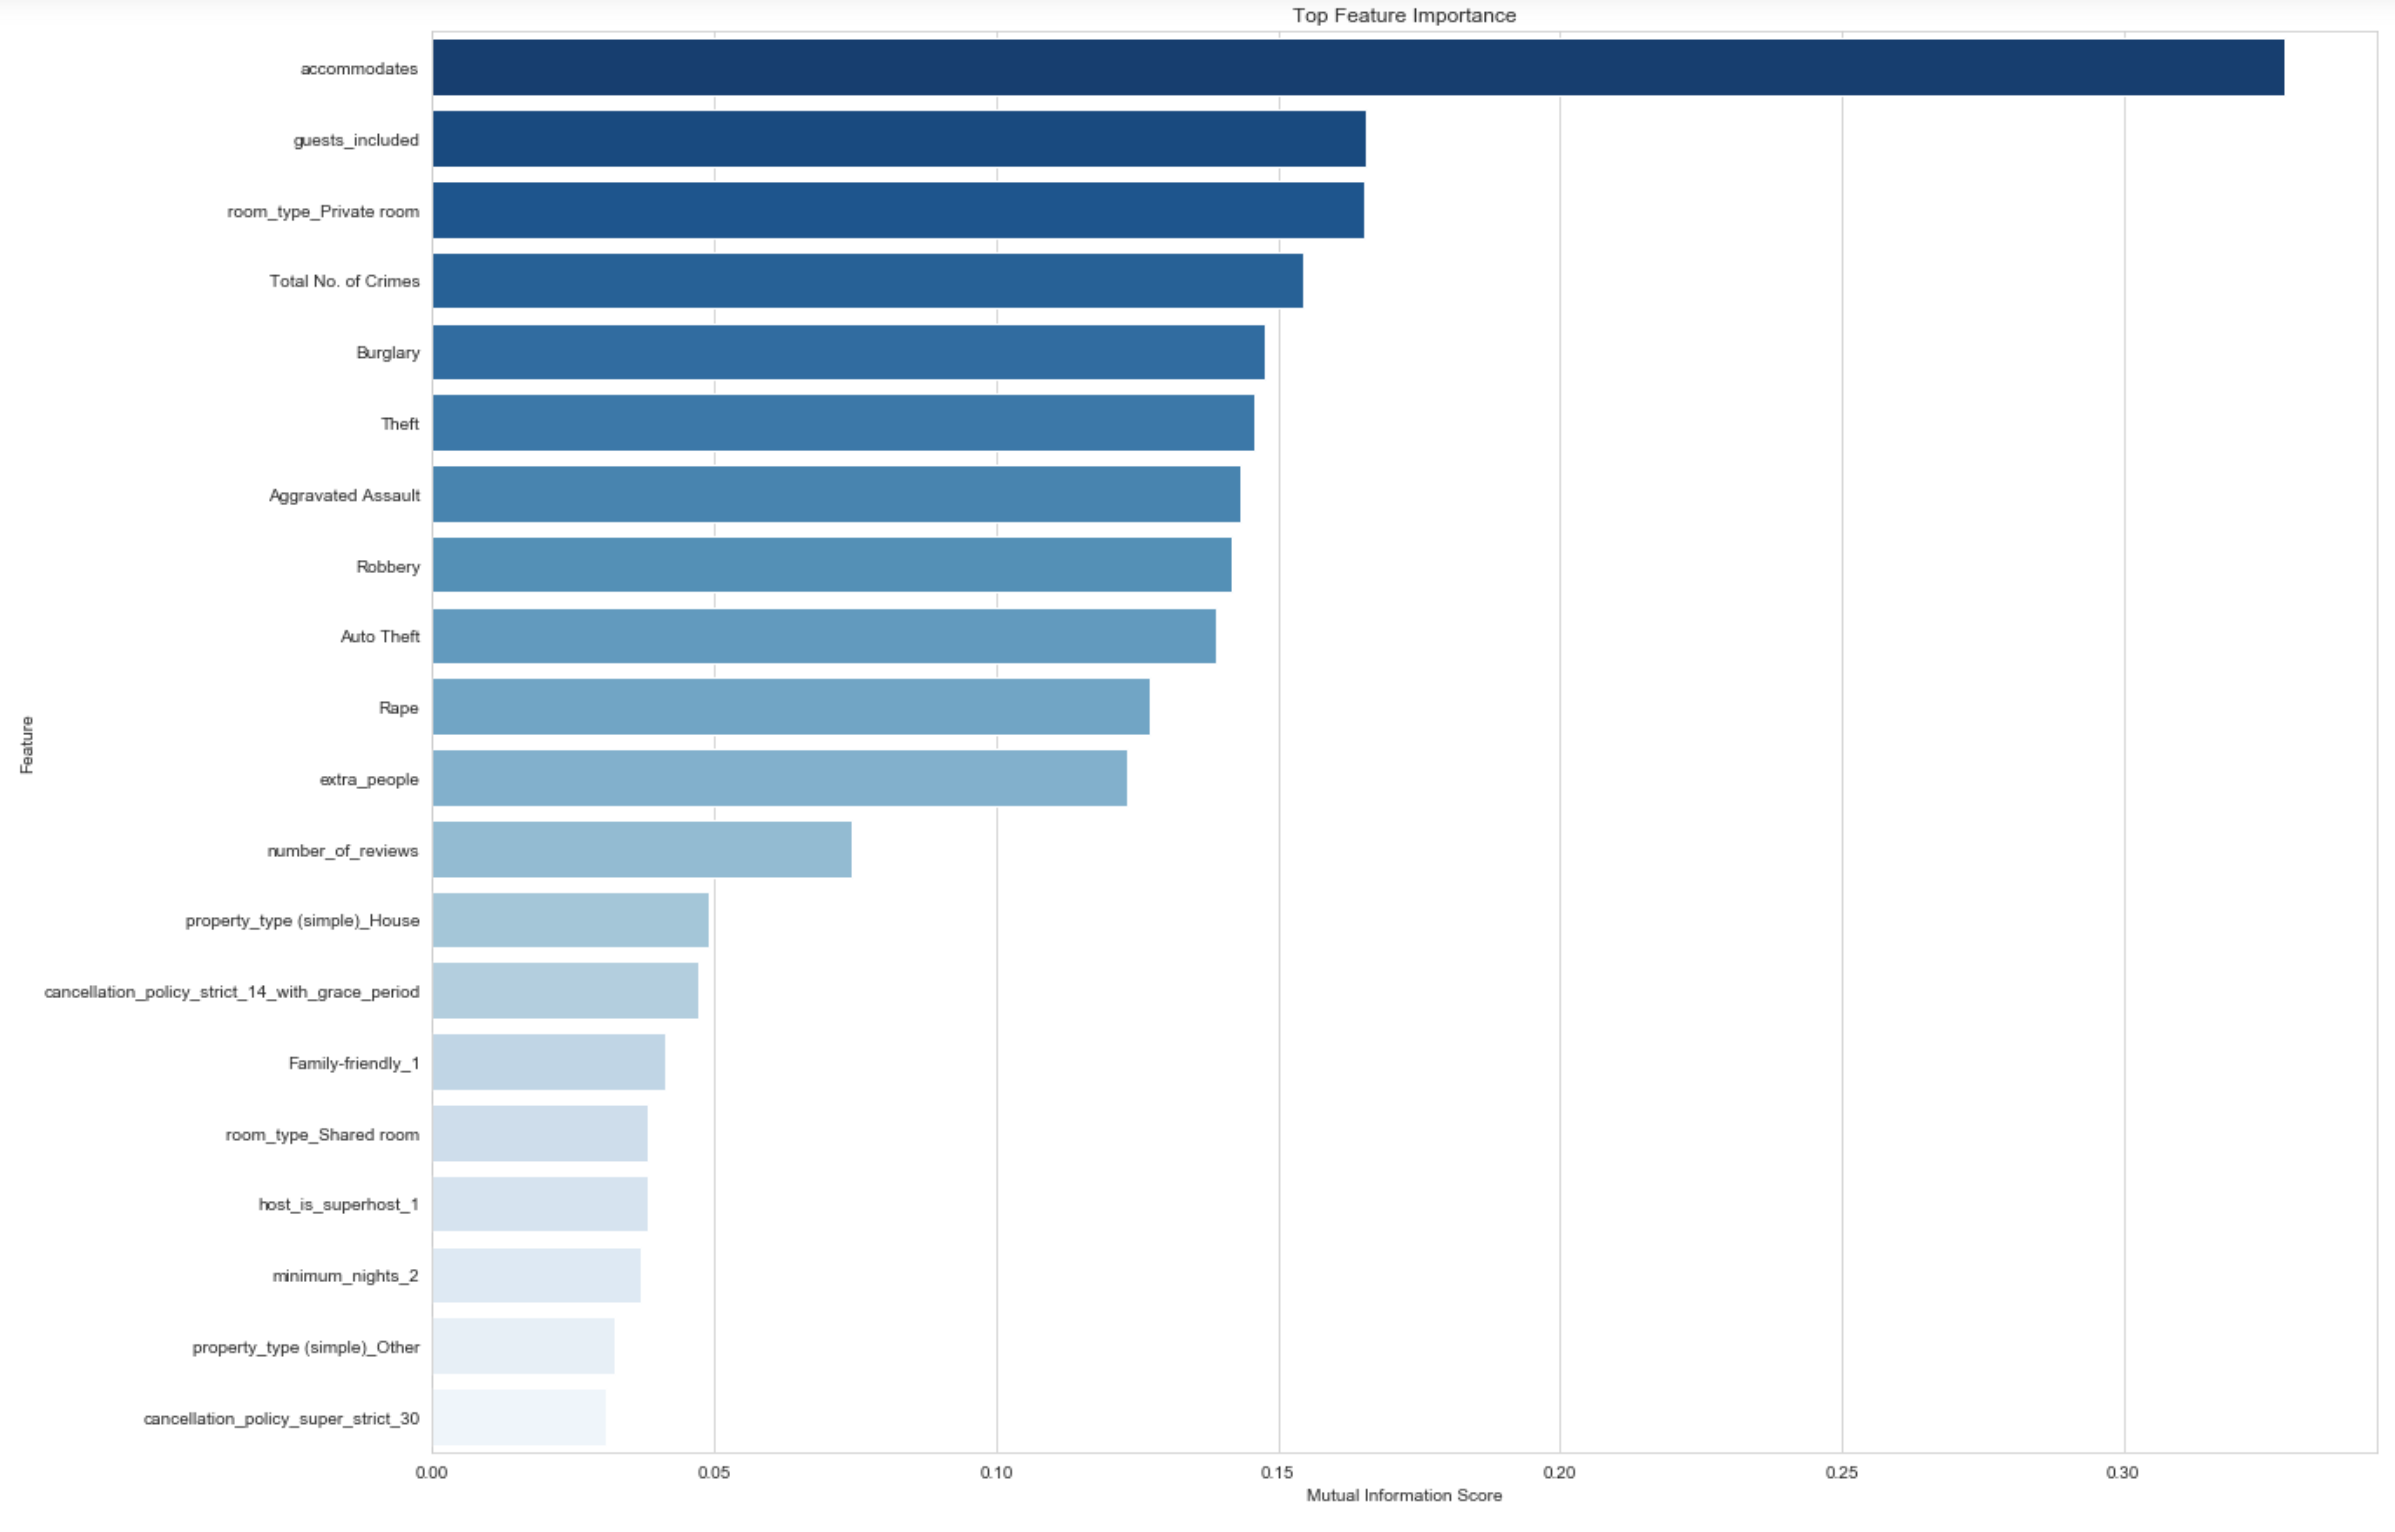 Top Feature Importance
accommodates
guests_included
room_type_Private room
Total No. of Crimes
Burglary
Theft
Aggravated Assault
Robbery
Auto Theft
Rape
extra_people
number_of_reviews
property_type (simple)_House
cancellation_policy_strict_14_with_grace_period
Family-friendly_1
room_type_Shared room
host_is_superhost_1
minimum_nights_2
property_type (simple)_Other
cancellation_policy_super_strict_30
Feature
0.00 0.05 0.10 0.15 0.20 0.25 0.30
Mutual Information Score